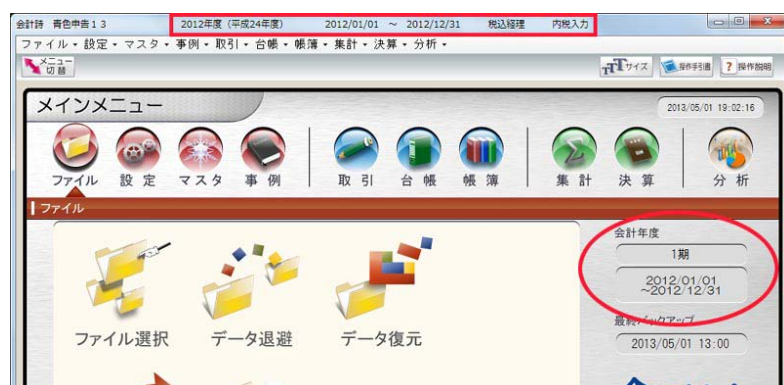 会計詩 青色申告13 2012年度（平成24年度） 2012/01/01 ～ 2012/12/31 税込経理 内税入力
ファイル・ 設定・ マスタ・ 事例・ 取引・ 台帳・ 帳簿・ 集計・ 決算・ 分析・
メニュー切替 サイズ 操作手引書 ? 操作説明
メインメニュー 2013/05/01 19:02:16
ファイル 設定 マスタ 事例 取引 台帳 帳簿 集計 決算 分析
ファイル
会計年度
1期
2012/01/01
～2012/12/31
ファイル選択 データ退避 データ復元
最終バックアップ
2013/05/01 13:00